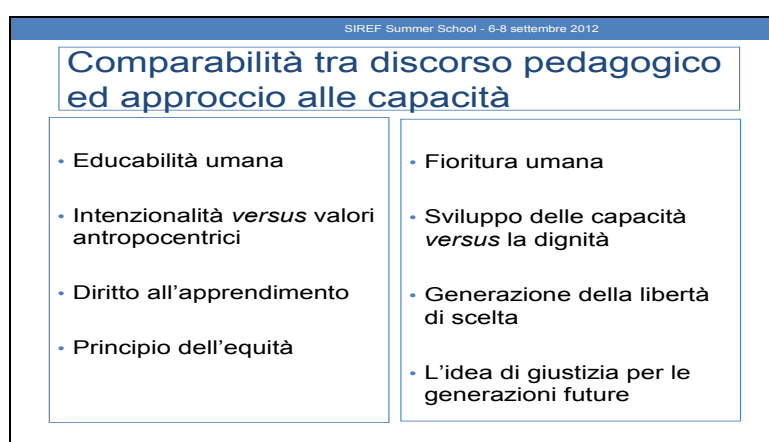 SIREF Summer School - 6-8 settembre 2012
Comparabilità tra discorso pedagogico
ed approccio alle capacità
• Educabilità umana
• Intenzionalità versus valori
antropocentrici
• Diritto all'apprendimento
• Principio dell'equità
• Fioritura umana
• Sviluppo delle capacità
versus la dignità
• Generazione della libertà
di scelta
• L'idea di giustizia per le
generazioni future